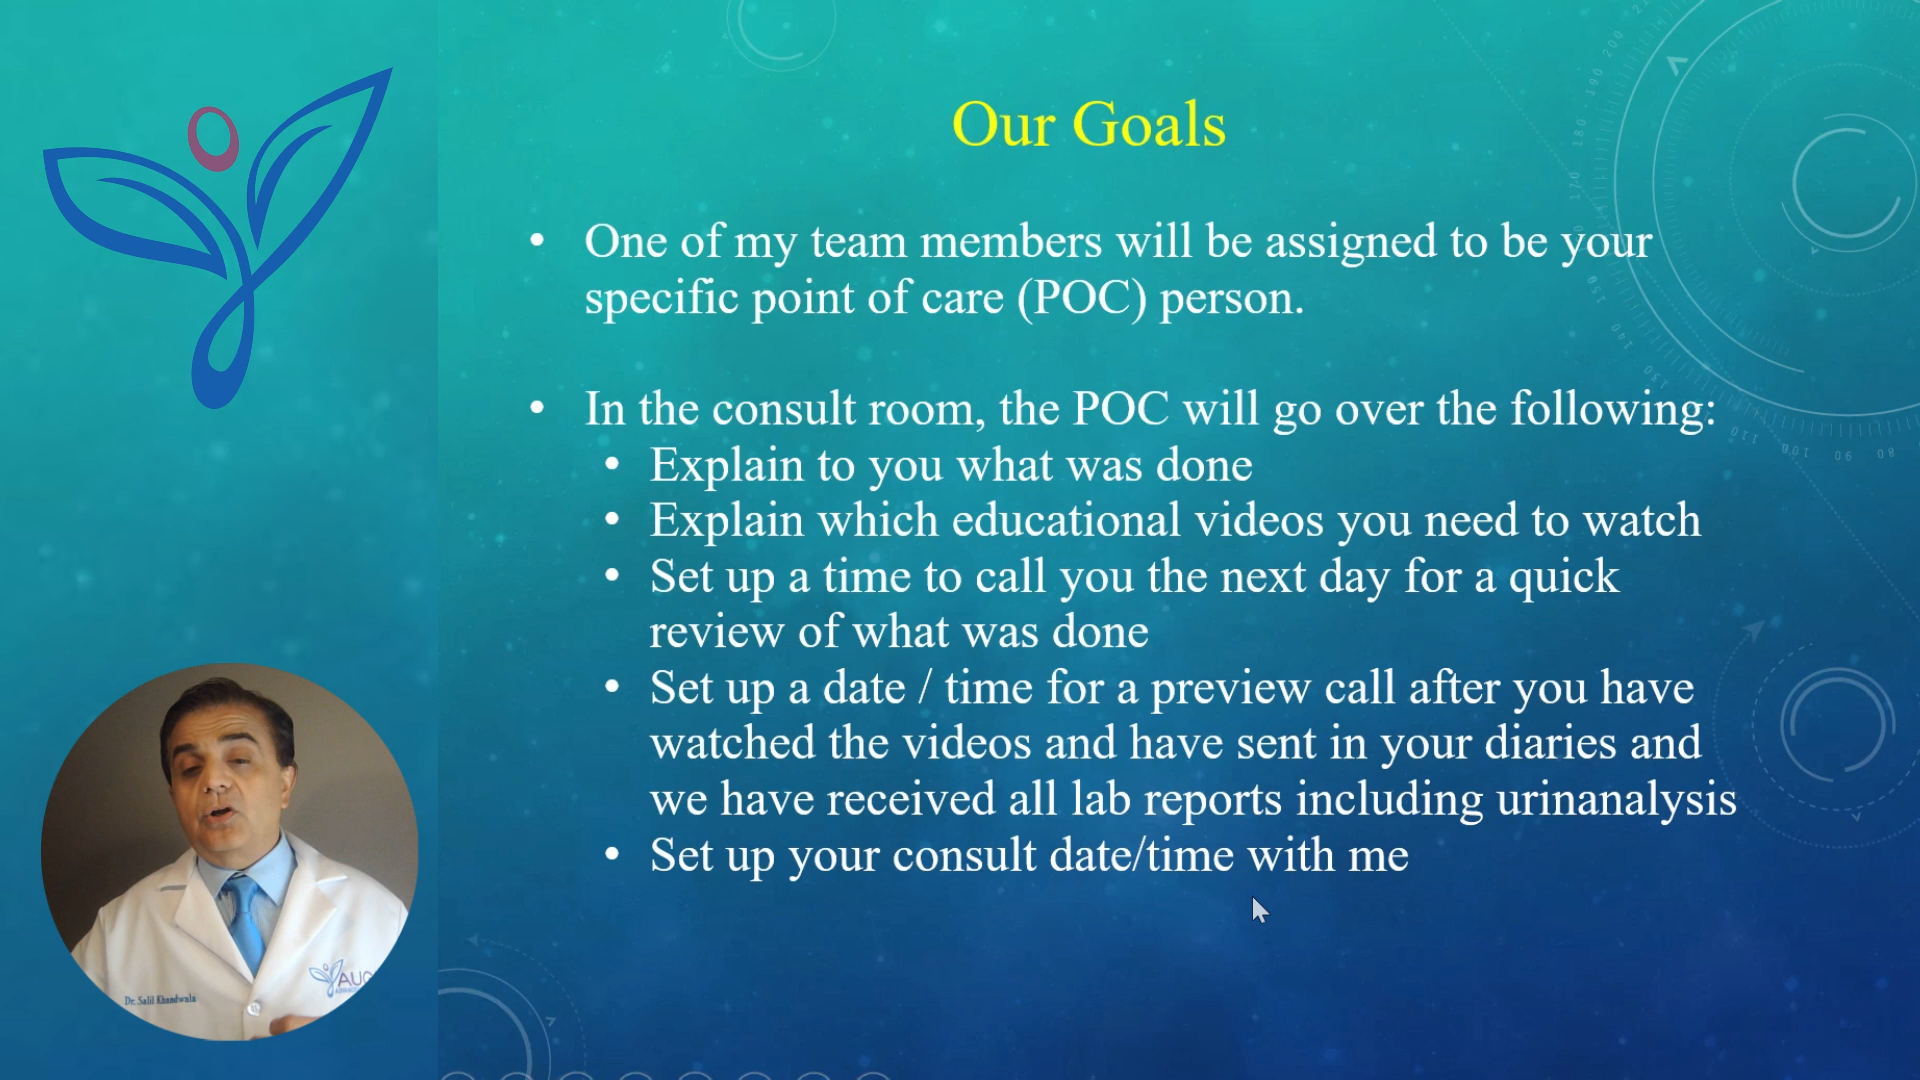 Our Goals
• One of my team members will be assigned to be your
specific point of care (POC) person.
• In the consult room, the POC will go over the following:
• Explain to you what was done
• Explain which educational videos you need to watch
• Set up a time to call you the next day for a quick
review of what was done
• Set up a date / time for a preview call after you have
watched the videos and have sent in your diaries and
we have received all lab reports including urinanalysis
• Set up your consult date/time with me
Dr. Salil Khandwala